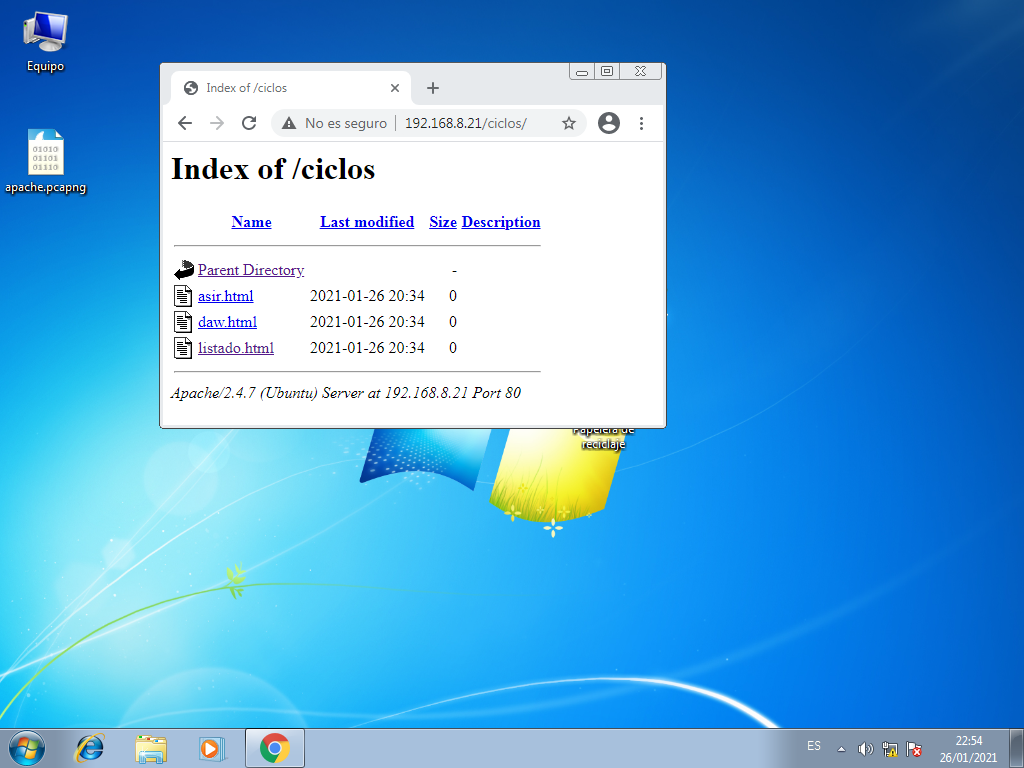 Equipo
apache.pcapng
Index of /ciclos
No es seguro
192.168.8.21/ciclos/
Index of /ciclos
Name Last modified Size Description
Parent Directory -
asir.html 2021-01-26 20:34 0
daw.html 2021-01-26 20:34 0
listado.html 2021-01-26 20:34 0
Apache/2.4.7 (Ubuntu) Server at 192.168.8.21 Port 80
Papelera de
reciclaje
ES
22:54
26/01/2021